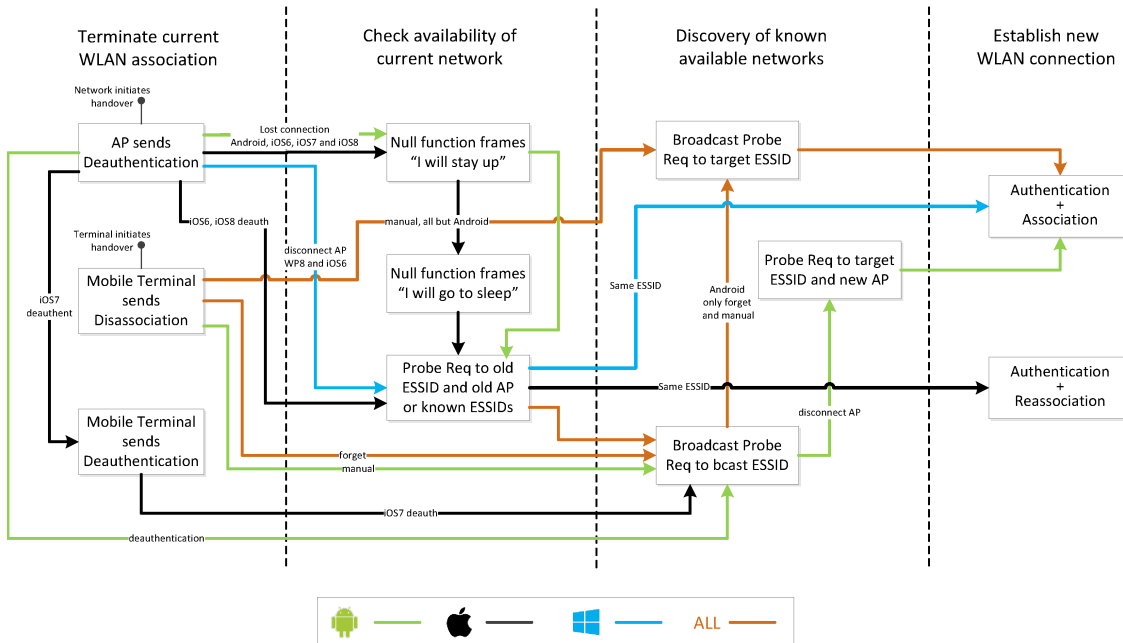 Terminate current
WLAN association
Check availability of
current network
Discovery of known
available networks
Establish new
WLAN connection
Network initiates
handover
AP sends
Deauthentication
Lost connection
Android, iOS6, iOS7 and iOS8
Null function frames
“I will stay up”
Broadcast Probe
Req to target ESSID
Authentication
+
Association
iOS6, iOS8 deauth
manual, all but Android
Terminal initiates
handover
disconnect AP
WP8 and iOS6
Mobile Terminal
sends
Disassociation
Null function frames
“I will go to sleep”
Same ESSID
Android
only forget
and manual
Probe Req to target
ESSID and new AP
iOS7
deauthent
Probe Req to old
ESSID and old AP
or known ESSIDs
Same ESSID
Authentication
+
Reassociation
disconnect AP
Mobile Terminal
sends
Deauthentication
forget
manual
Broadcast Probe
Req to bcast ESSID
iOS7 deauth
deauthentication
ALL